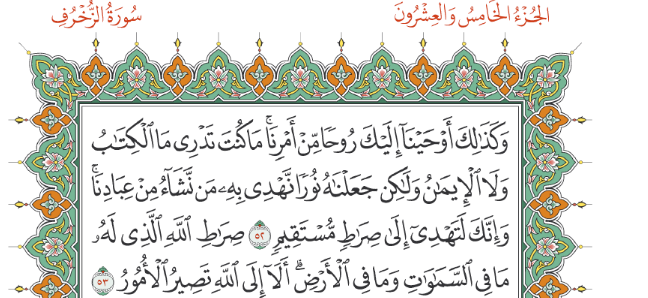 الجُزْءُ الخَامِسُ وَالعِشْرُونَ
سُورَةُ الزُّخْرُفِ
وَكَذَٰلِكَ أَوْحَيْنَآ إِلَيْكَ رُوحًا مِّنْ أَمْرِنَاۚ مَا كُنتَ تَدْرِى مَا ٱلْكِتَٰبُ
وَلَا ٱلْإِيمَٰنُ وَلَٰكِن جَعَلْنَٰهُ نُورًا نَّهْدِى بِهِۦ مَن نَّشَآءُ مِنْ عِبَادِنَاۚ
وَإِنَّكَ لَتَهْدِىٓ إِلَىٰ صِرَٰطٍ مُّسْتَقِيمٍ ٥٢ صِرَٰطِ ٱللَّهِ ٱلَّذِى لَهُۥ
مَا فِى ٱلسَّمَٰوَٰتِ وَمَا فِى ٱلْأَرْضِۗ أَلَآ إِلَى ٱللَّهِ تَصِيرُ ٱلْأُمُورُ ٥٣